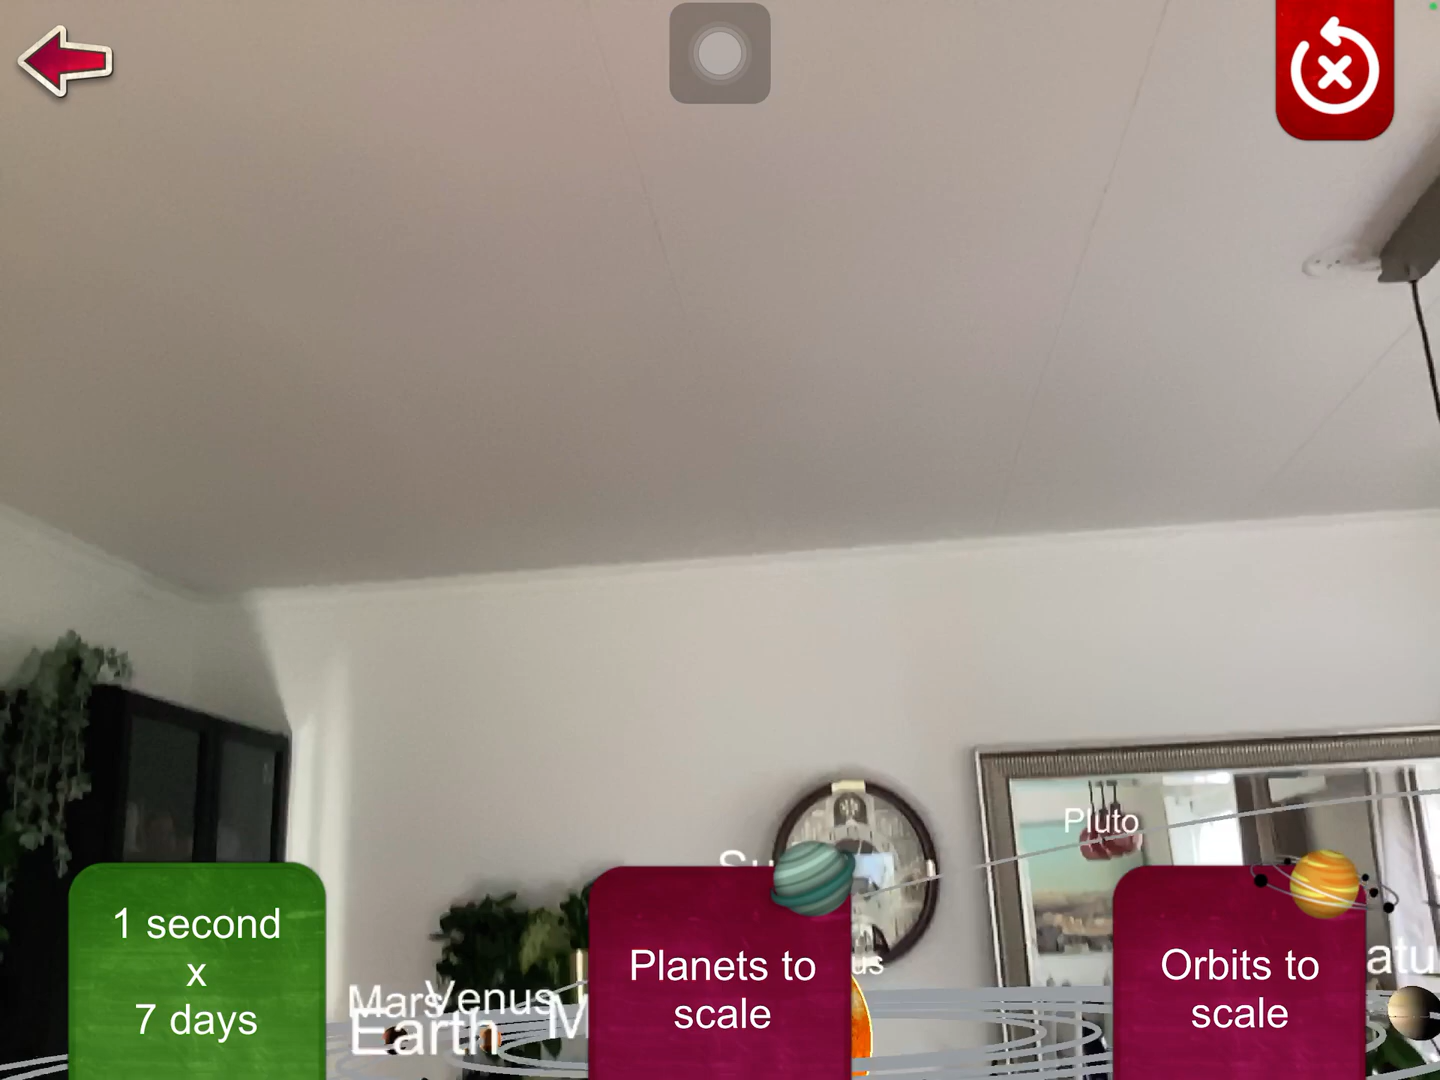 Pluto
1 second
x
7 days
Planets to
scale
Orbits to
scale
Mars
Venus
Earth